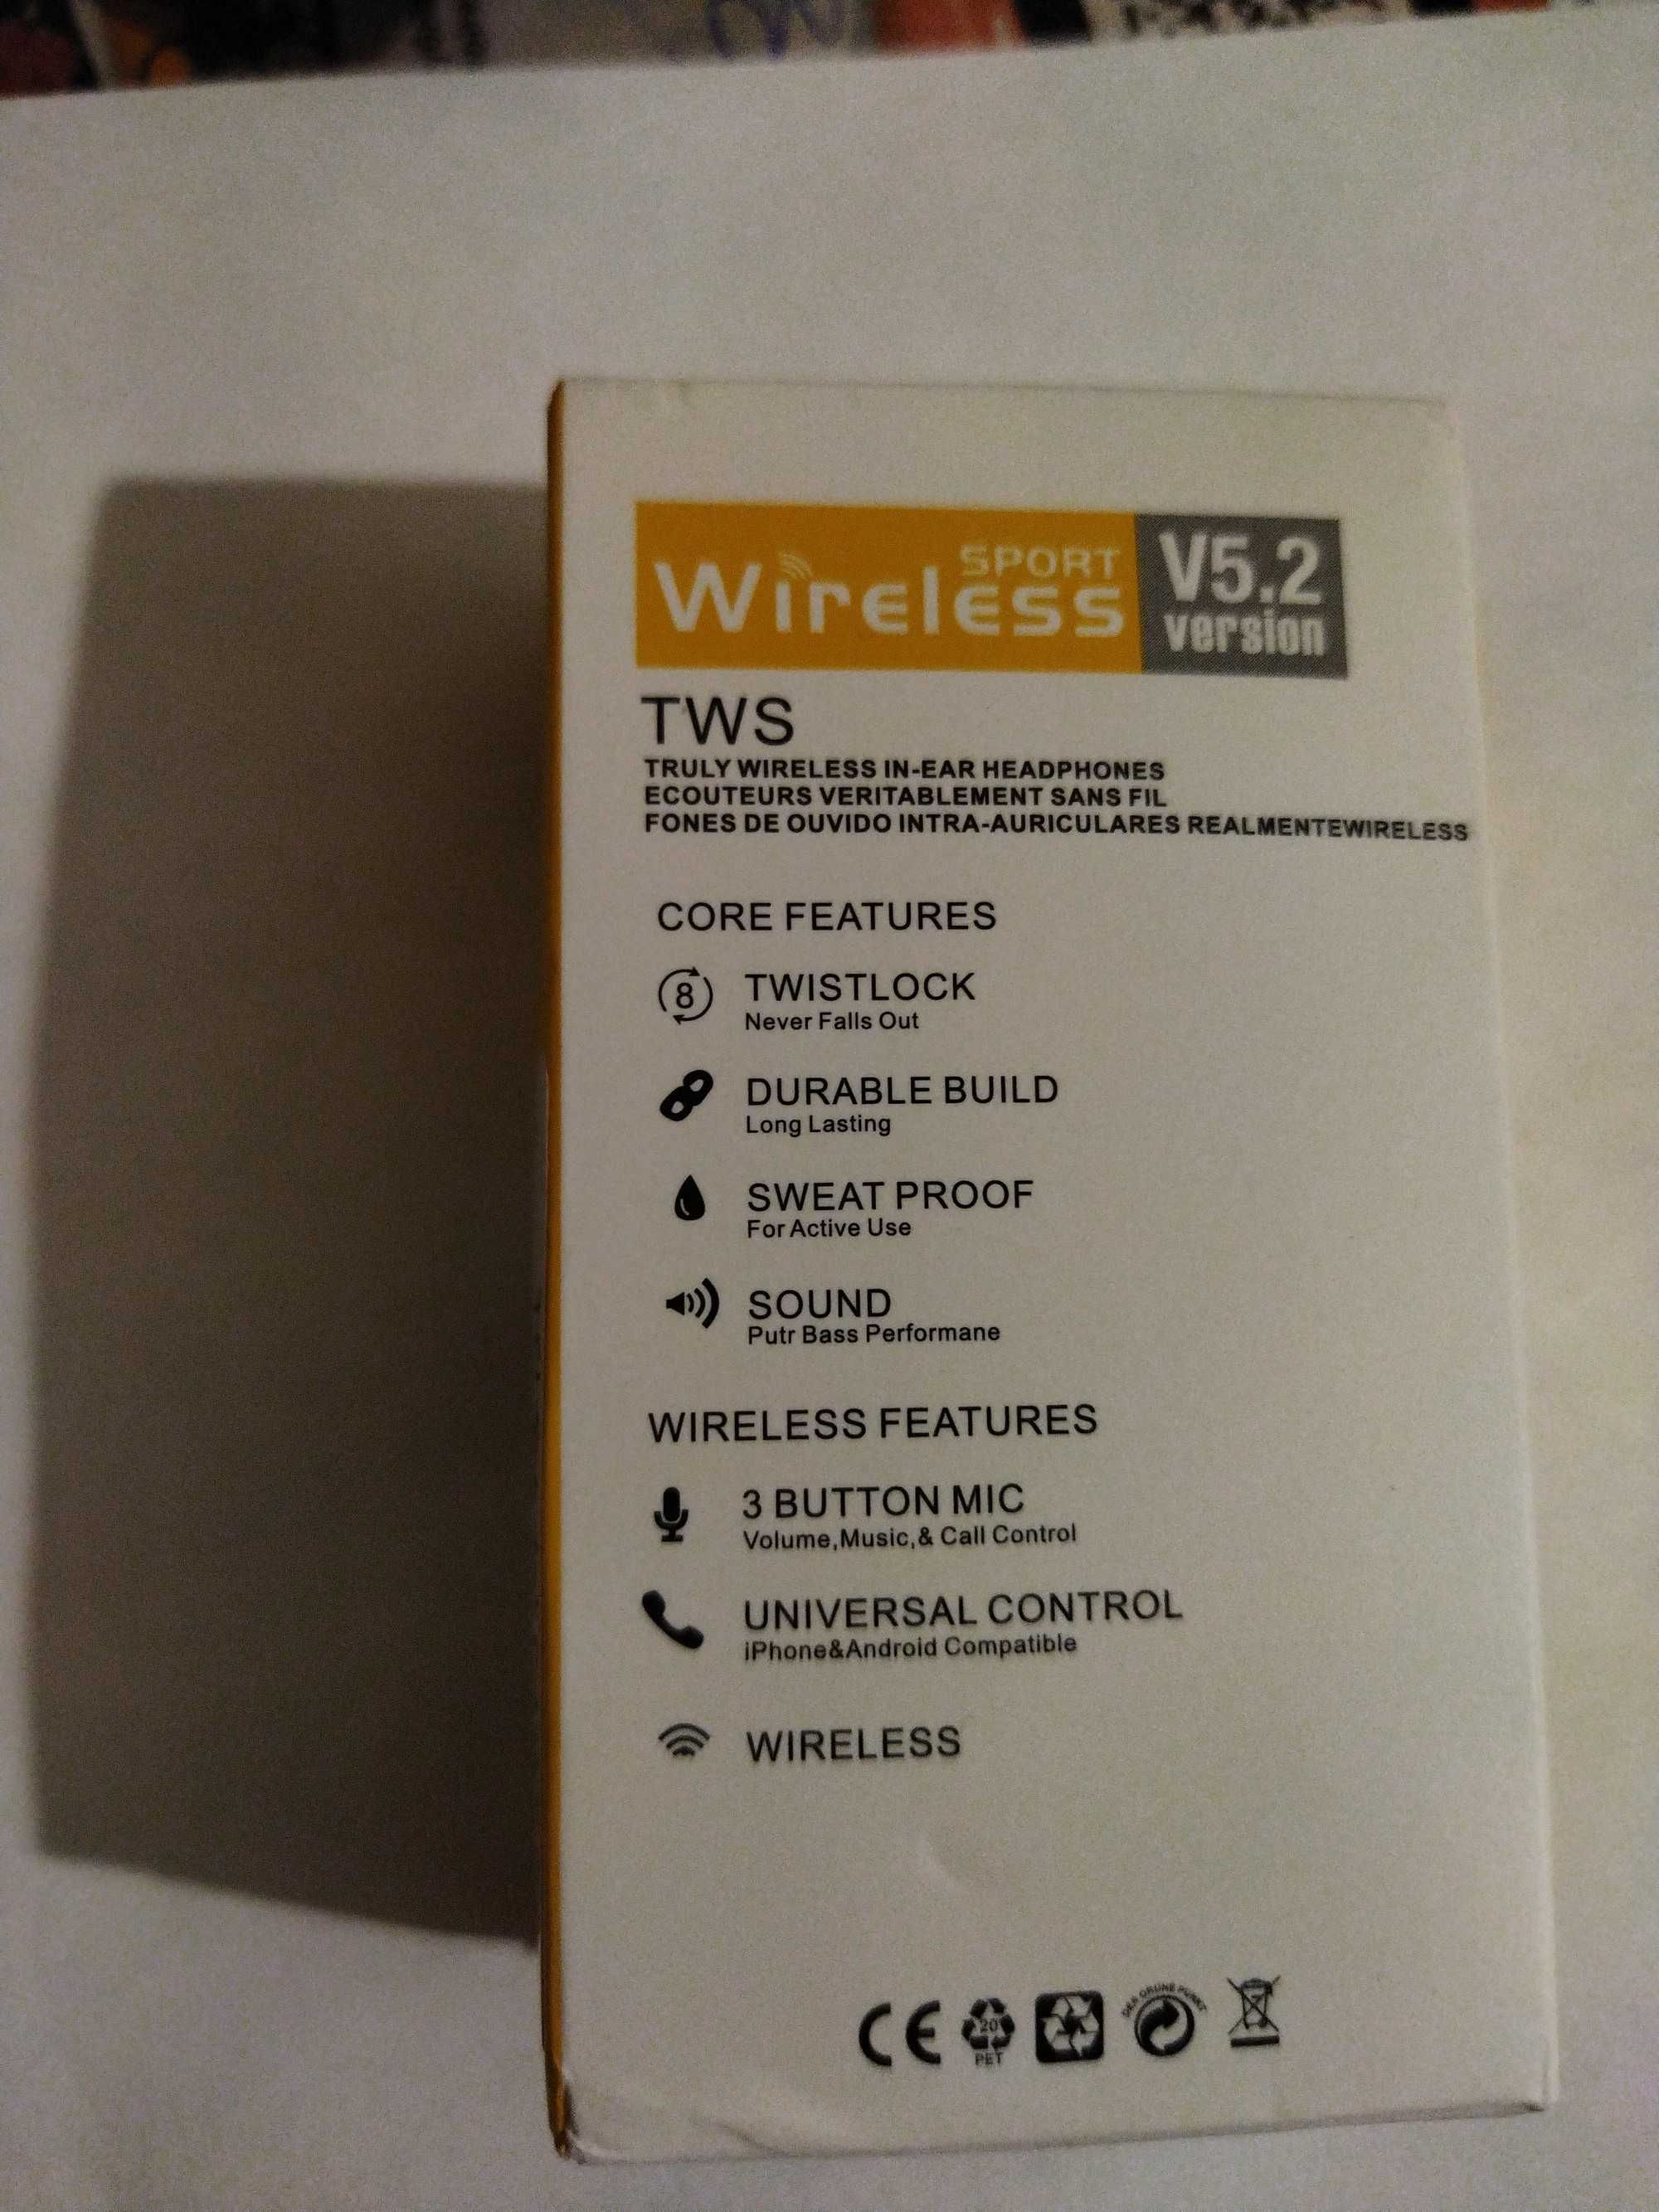 SPORT
Wireless
V5.2
version
TWS
TRULY WIRELESS IN-EAR HEADPHONES
ECOUTEURS VERITABLEMENT SANS FIL
FONES DE OUVIDO INTRA-AURICULARES REALMENTEWIRELESS
CORE FEATURES
8
TWISTLOCK
Never Falls Out
DURABLE BUILD
Long Lasting
SWEAT PROOF
For Active Use
SOUND
Putr Bass Performane
WIRELESS FEATURES
3 BUTTON MIC
Volume,Music,& Call Control
UNIVERSAL CONTROL
iPhone&Android Compatible
WIRELESS
CE
20
PET
DER GRÜNE PUNKT